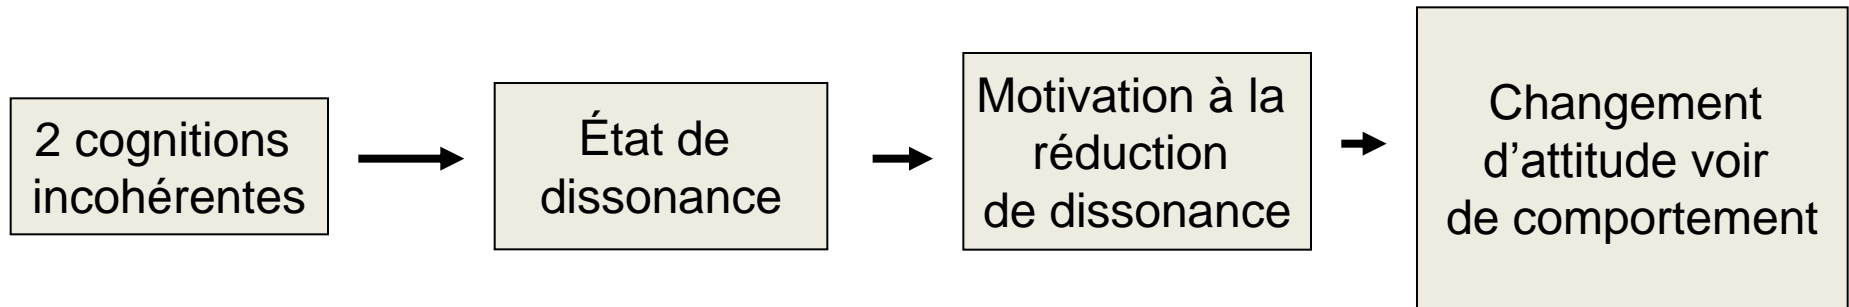 2 cognitions
incohérentes
État de
dissonance
Motivation à la
réduction
de dissonance
Changement
d’attitude voir
de comportement